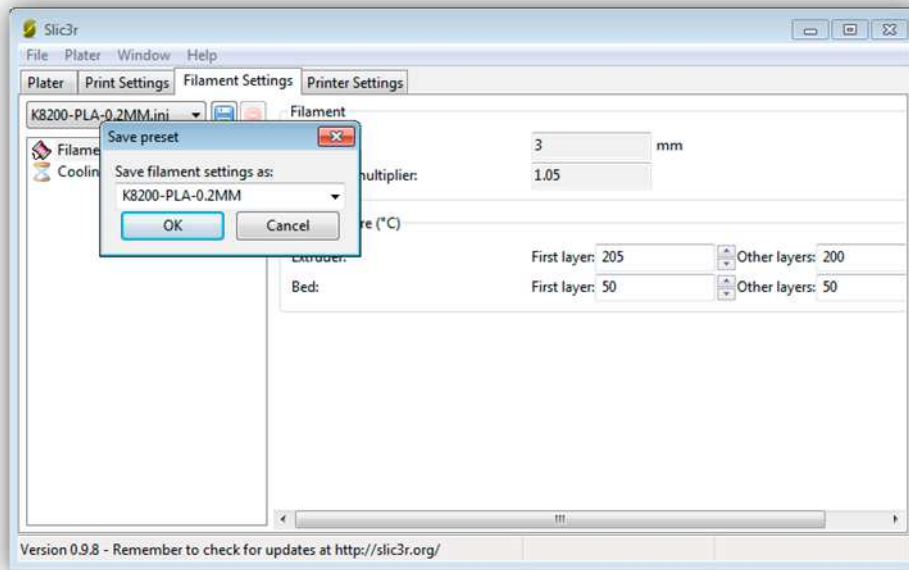 Slic3r
File Plater Window Help
Plater Print Settings Filament Settings Printer Settings
K8200-PLA-0.2MM.ini
Filament
Save preset
Save filament settings as:
K8200-PLA-0.2MM
OK Cancel
3 mm
multiplier: 1.05
(°C)
Extruder: First layer: 205 Other layers: 200
Bed: First layer: 50 Other layers: 50
Version 0.9.8 - Remember to check for updates at http://slic3r.org/